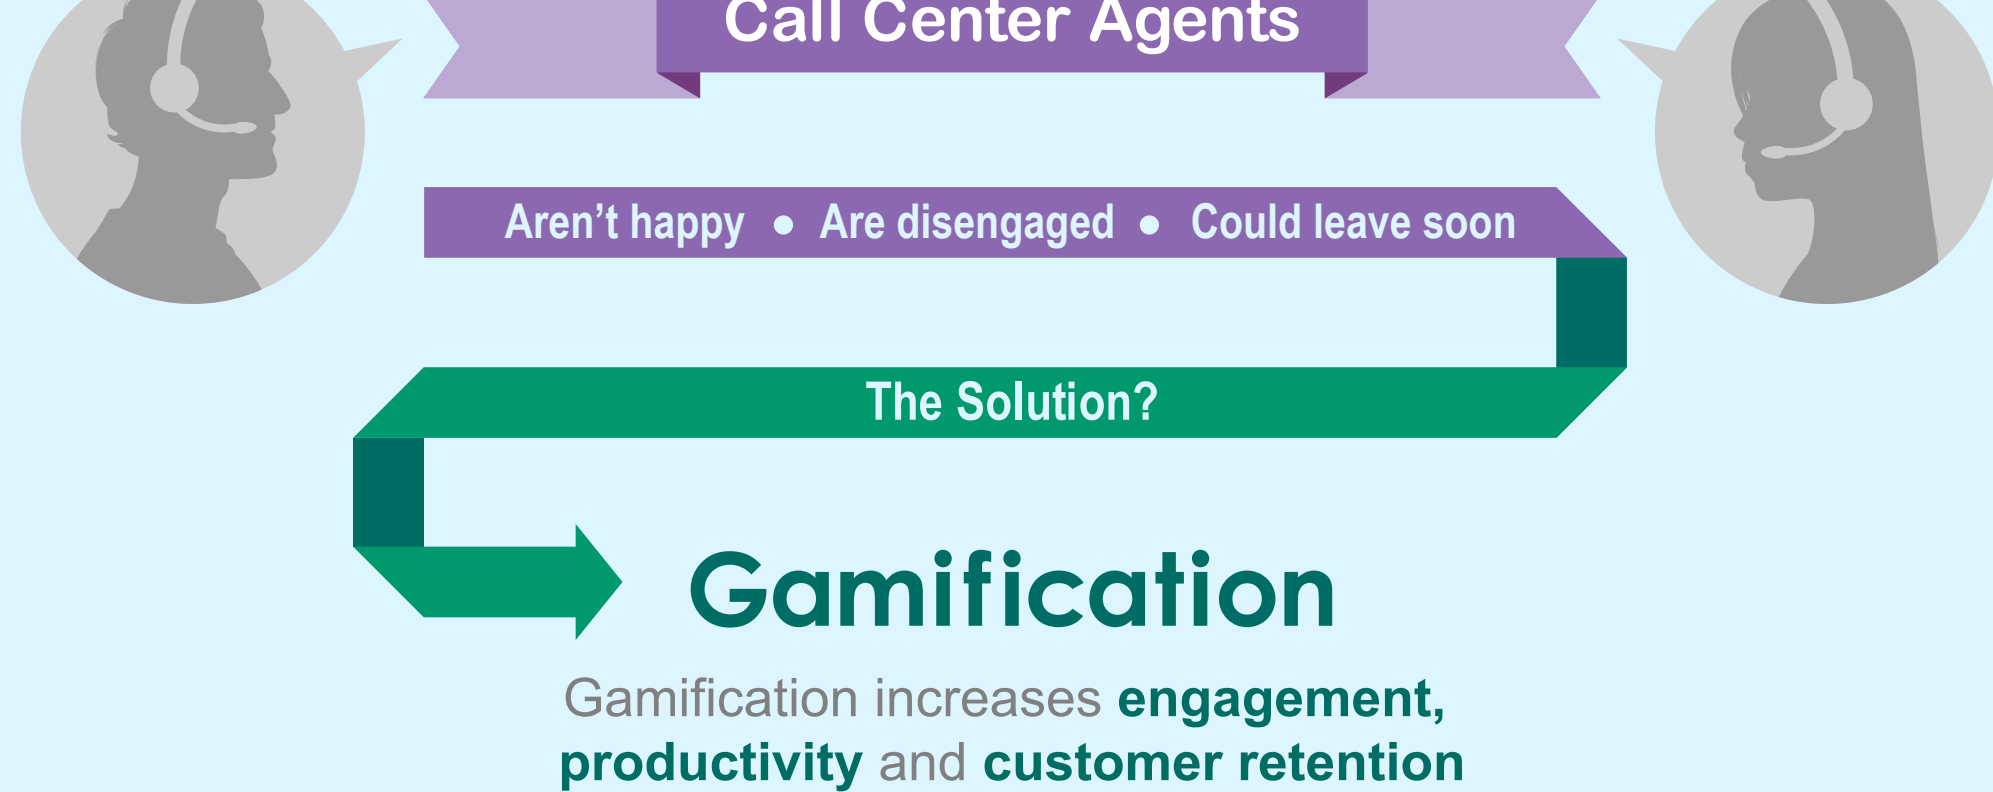 Call Center Agents
Aren’t happy ● Are disengaged ● Could leave soon
The Solution?
Gamification
Gamification increases engagement,
productivity and customer retention